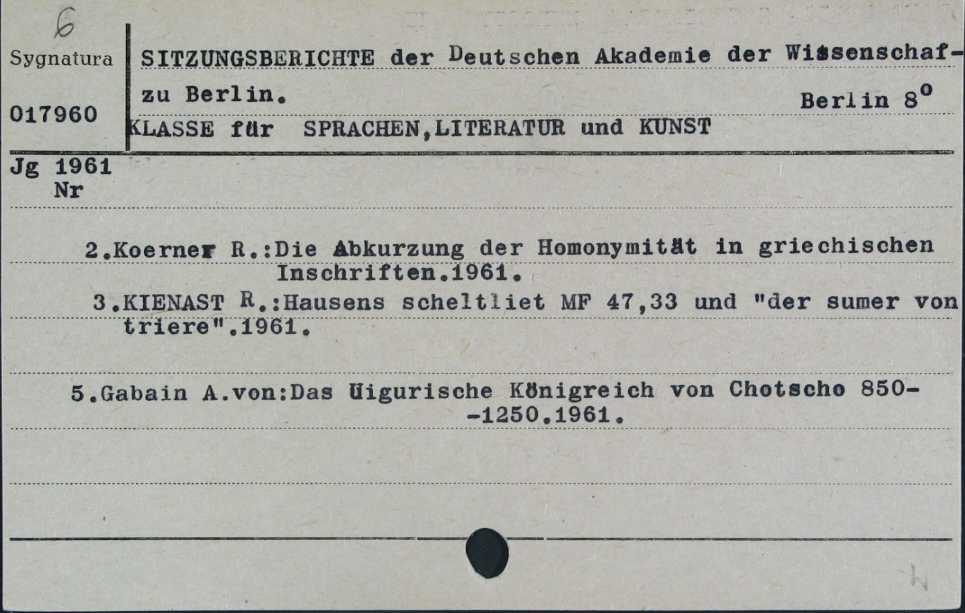 6
Sygnatura
SITZUNGSBERICHTE der Deutschen Akademie der Wissenschaf-
zu Berlin.
Berlin 8°
017960
KLASSE für SPRACHEN,LITERATUR und KUNST
Jg 1961
Nr
2.Koerner R.:Die Abkurzung der Homonymität in griechischen
Inschriften.1961.
3.KIENAST R.:Hausens scheltliet MF 47,33 und "der sumer von
triere".1961.
5.Gabain A.von:Das Uigurische Königreich von Chotscho 850-
-1250.1961.